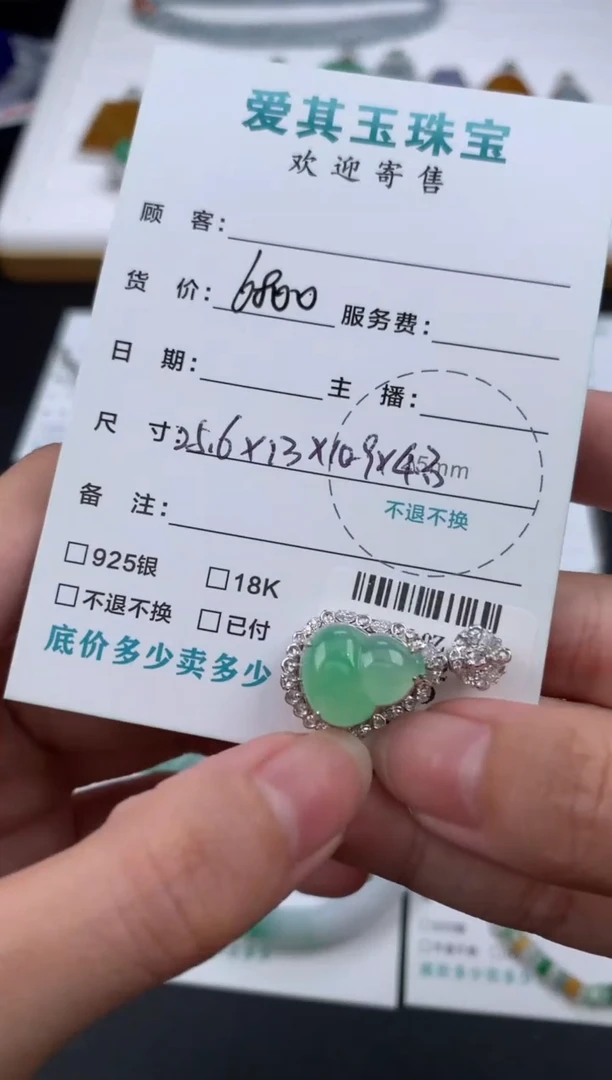 爱其玉珠宝
欢迎寄售
顾 客:
货 价: 6800 服务费:
日 期: 主 播:
尺 寸: 25.6×13×10.9×4.3
45mm
不退不换
备 注:
□925银 □18K
□不退不换 □已付
底价多少卖多少